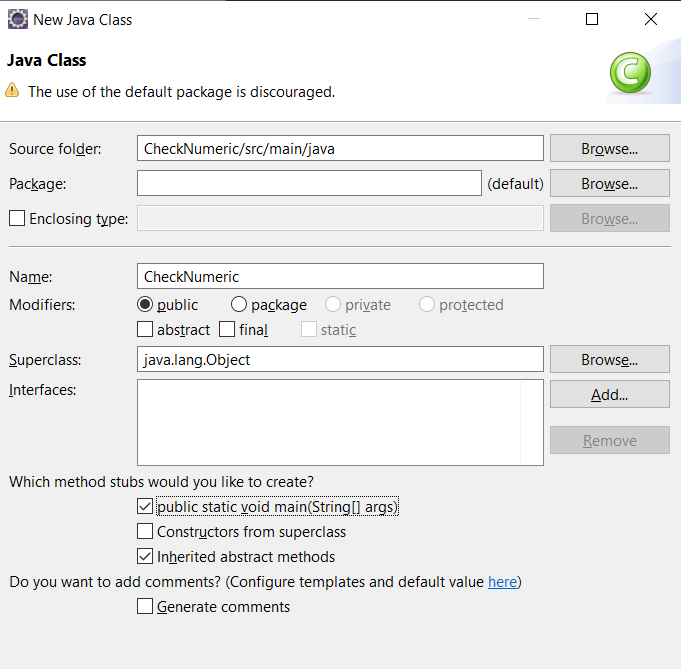 New Java Class
Java Class
The use of the default package is discouraged.
C
Source folder: CheckNumeric/src/main/java Browse...
Package: (default) Browse...
Enclosing type: Browse...
Name: CheckNumeric
Modifiers: public package private protected
abstract final static
Superclass: java.lang.Object Browse...
Interfaces: Add...
Remove
Which method stubs would you like to create?
public static void main(String[] args)
Constructors from superclass
Inherited abstract methods
Do you want to add comments? (Configure templates and default value here)
Generate comments